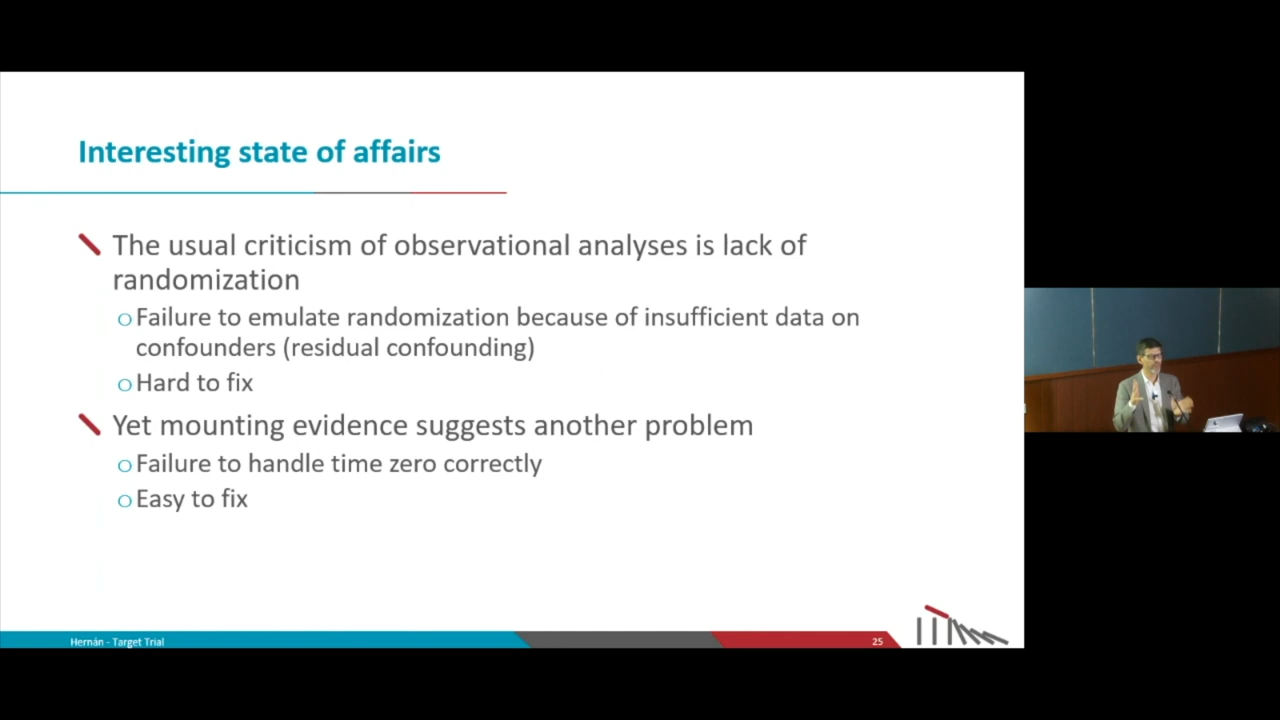 Interesting state of affairs
The usual criticism of observational analyses is lack of
randomization
Failure to emulate randomization because of insufficient data on
confounders (residual confounding)
Hard to fix
Yet mounting evidence suggests another problem
Failure to handle time zero correctly
Easy to fix
Hernán - Target Trial
25